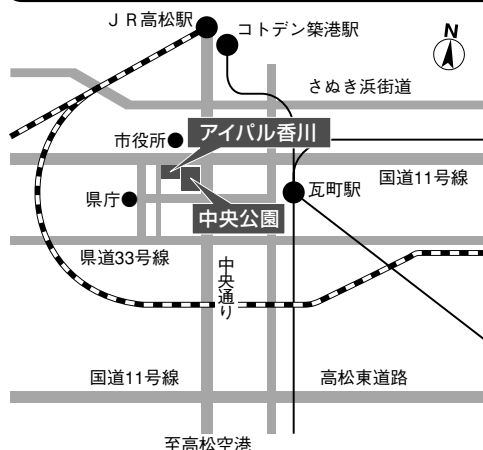 ＪＲ高松駅
コトデン築港駅
N
さぬき浜街道
市役所
アイパル香川
国道11号線
県庁
瓦町駅
中央公園
県道33号線
中央通り
国道11号線
高松東道路
至高松空港